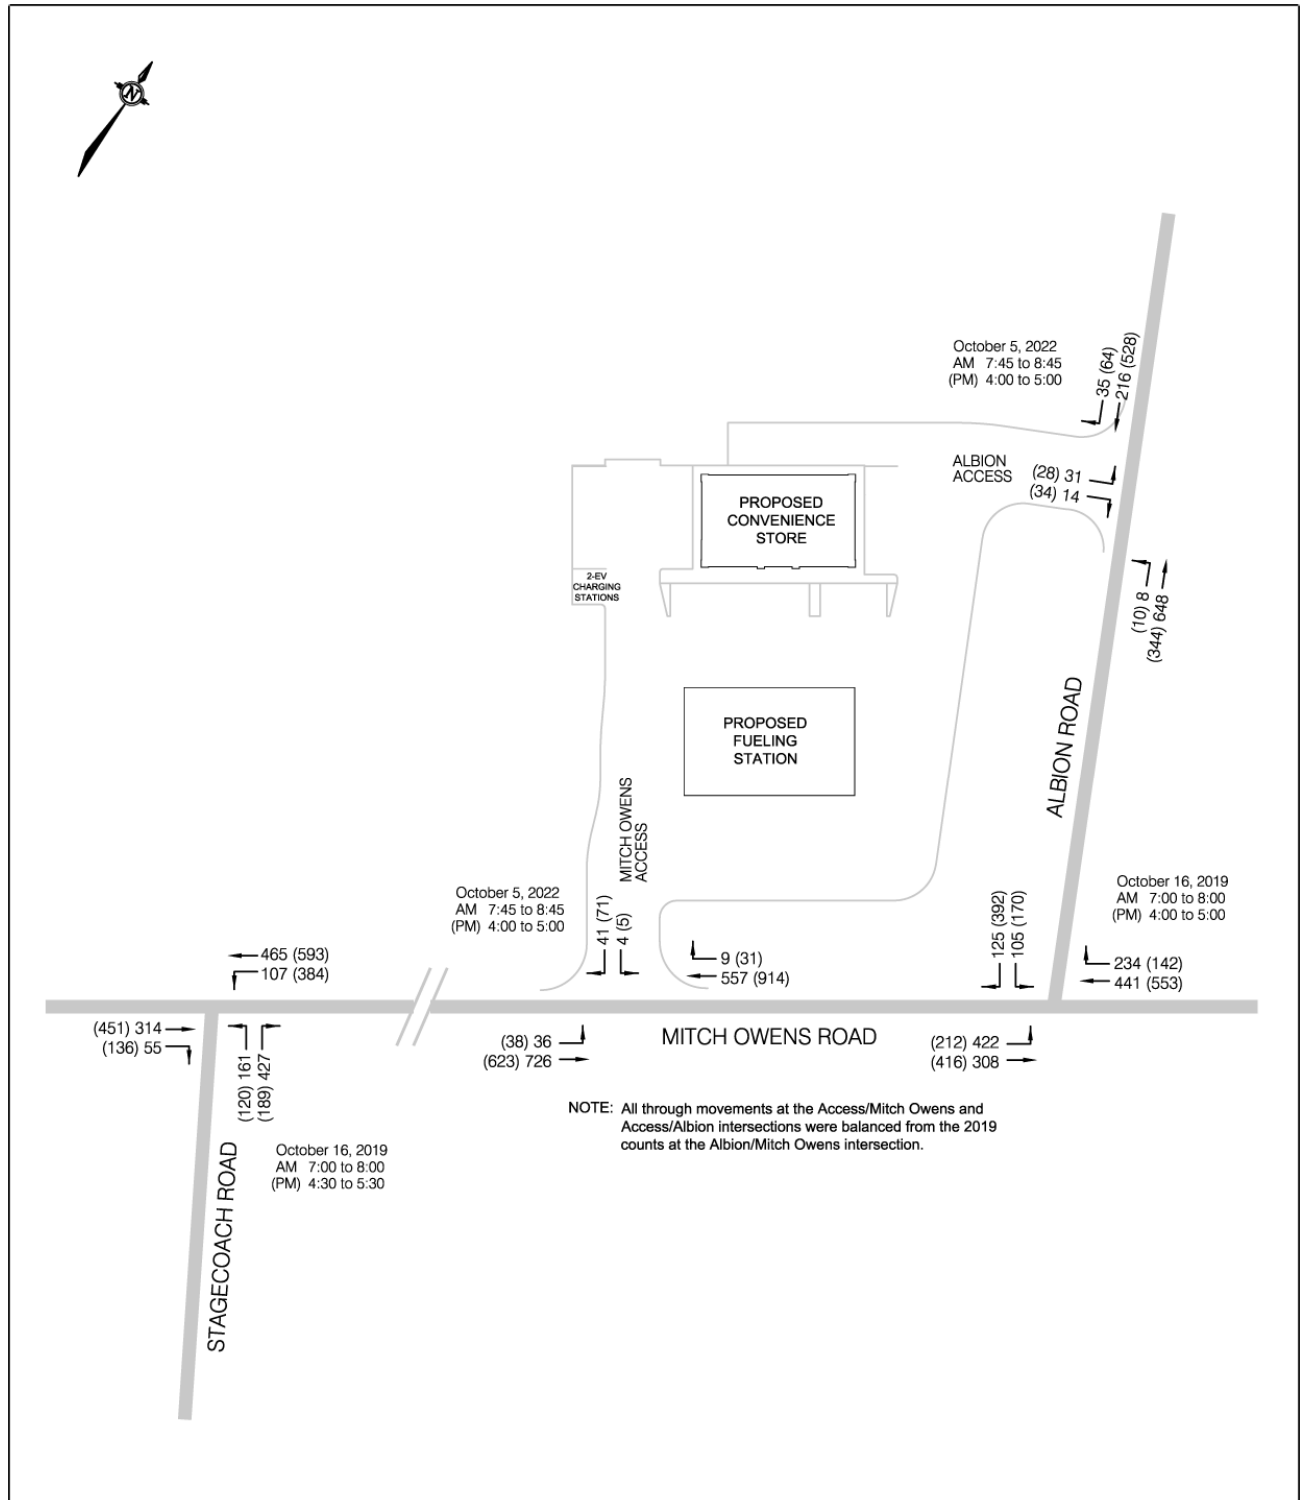 N
October 5, 2022
AM 7:45 to 8:45
(PM) 4:00 to 5:00
35 (64)
216 (528)
ALBION
ACCESS
(28) 31
(34) 14
PROPOSED
CONVENIENCE
STORE
2-EV
CHARGING
STATIONS
(10) 8
(344) 648
PROPOSED
FUELING
STATION
ALBION ROAD
MITCH OWENS
ACCESS
October 5, 2022
AM 7:45 to 8:45
(PM) 4:00 to 5:00
41 (71)
4 (5)
9 (31)
557 (914)
125 (392)
105 (170)
October 16, 2019
AM 7:00 to 8:00
(PM) 4:00 to 5:00
234 (142)
441 (553)
465 (593)
107 (384)
(451) 314
(136) 55
(120) 161
(189) 427
(38) 36
(623) 726
MITCH OWENS ROAD
(212) 422
(416) 308
NOTE: All through movements at the Access/Mitch Owens and
Access/Albion intersections were balanced from the 2019
counts at the Albion/Mitch Owens intersection.
October 16, 2019
AM 7:00 to 8:00
(PM) 4:30 to 5:30
STAGECOACH ROAD